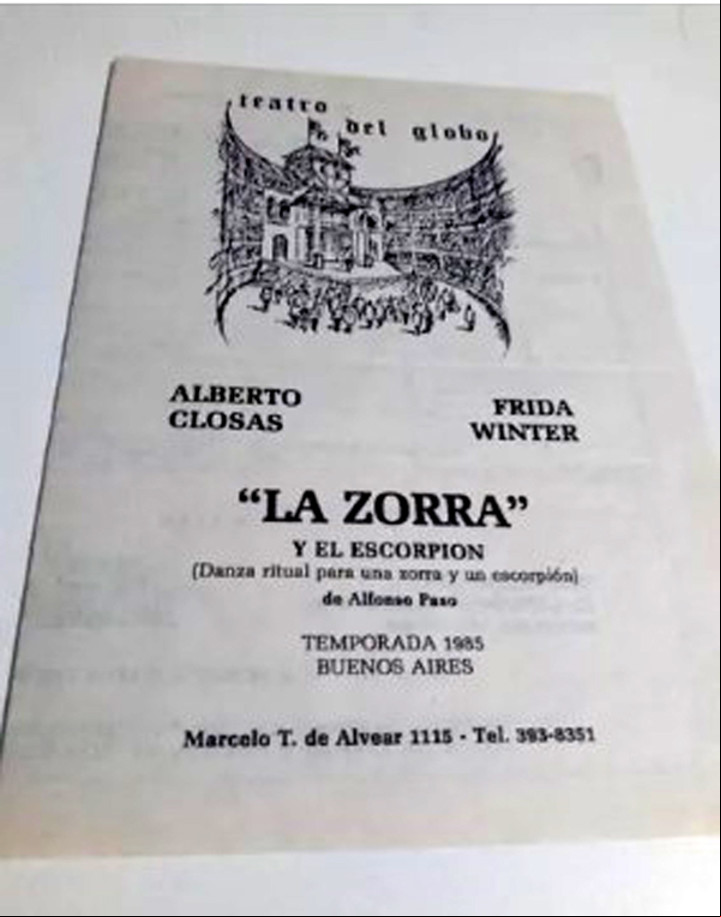 teatro del globo
ALBERTO CLOSAS
FRIDA WINTER
"LA ZORRA"
Y EL ESCORPION
(Danza ritual para una zorra y un escorpión)
de Alfonso Paso
TEMPORADA 1985
BUENOS AIRES
Marcelo T. de Alvear 1115 - Tel. 393-8351